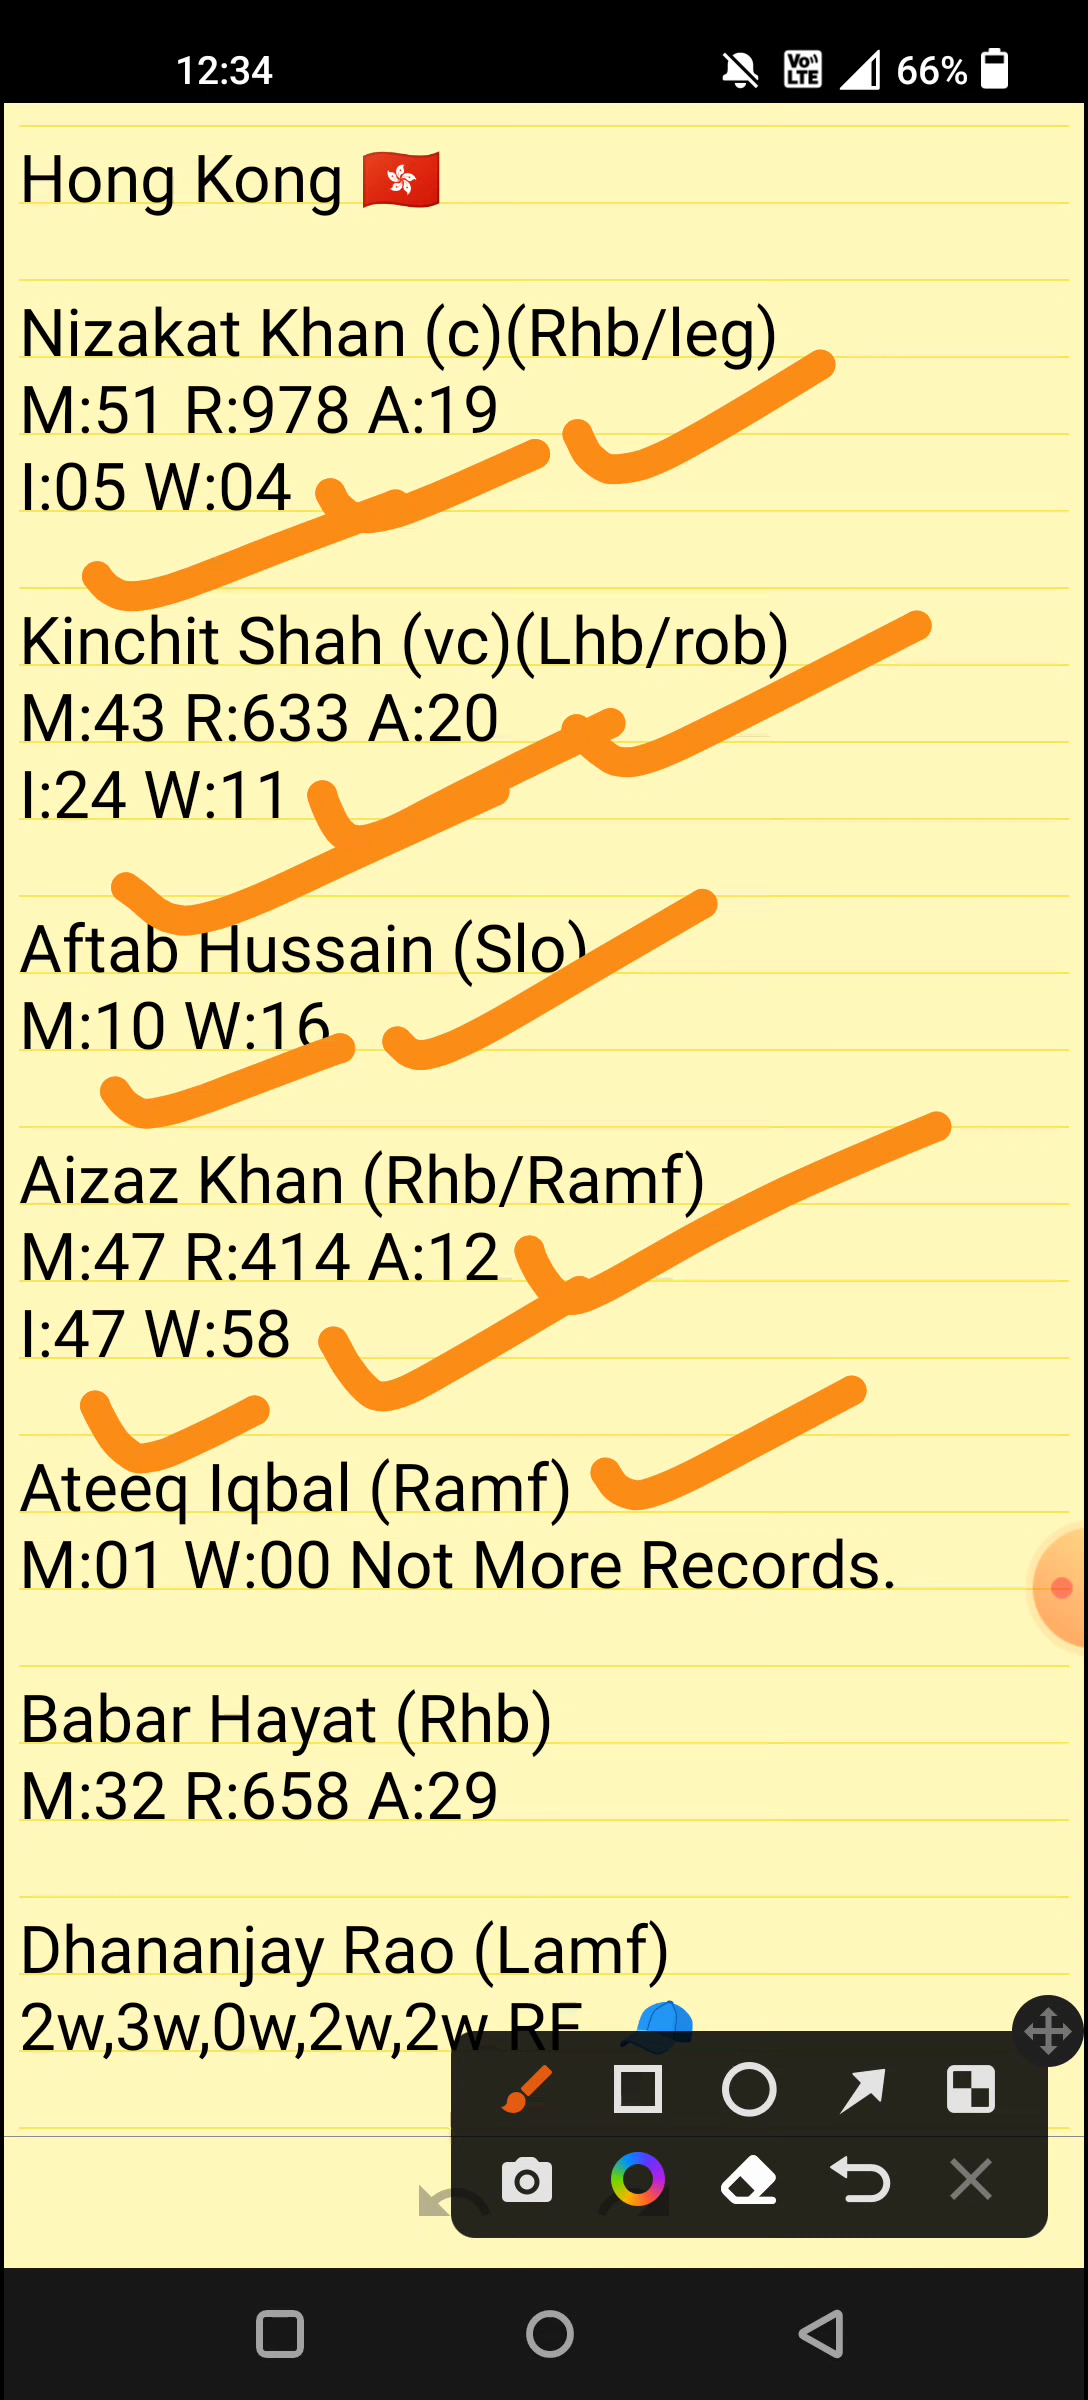 12:34 Vo)) LTE 66%
Hong Kong 🇭🇰
Nizakat Khan (c)(Rhb/leg)
M:51 R:978 A:19
I:05 W:04
Kinchit Shah (vc)(Lhb/rob)
M:43 R:633 A:20
I:24 W:11
Aftab Hussain (Slo)
M:10 W:16
Aizaz Khan (Rhb/Ramf)
M:47 R:414 A:12
I:47 W:58
Ateeq Iqbal (Ramf)
M:01 W:00 Not More Records.
Babar Hayat (Rhb)
M:32 R:658 A:29
Dhananjay Rao (Lamf)
2w,3w,0w,2w,2w RF 🧢